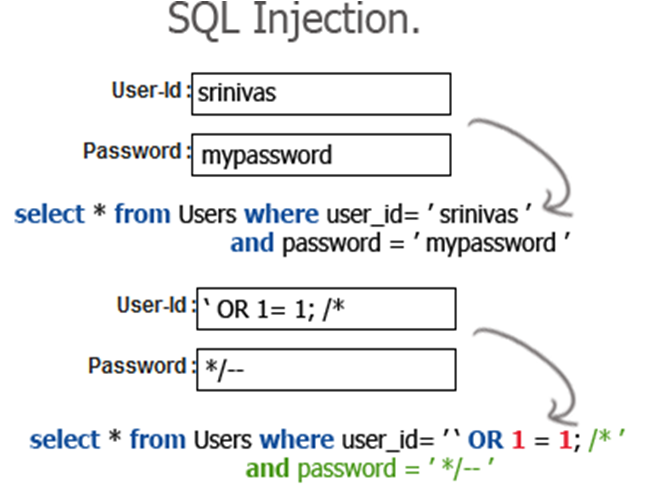 SQL Injection.
User-Id : srinivas
Password : mypassword
select * from Users where user_id= ' srinivas '
and password = ' mypassword '
User-Id : ` OR 1= 1; /*
Password : */--
select * from Users where user_id= ' ` OR 1 = 1; /* '
and password = ' */-- '